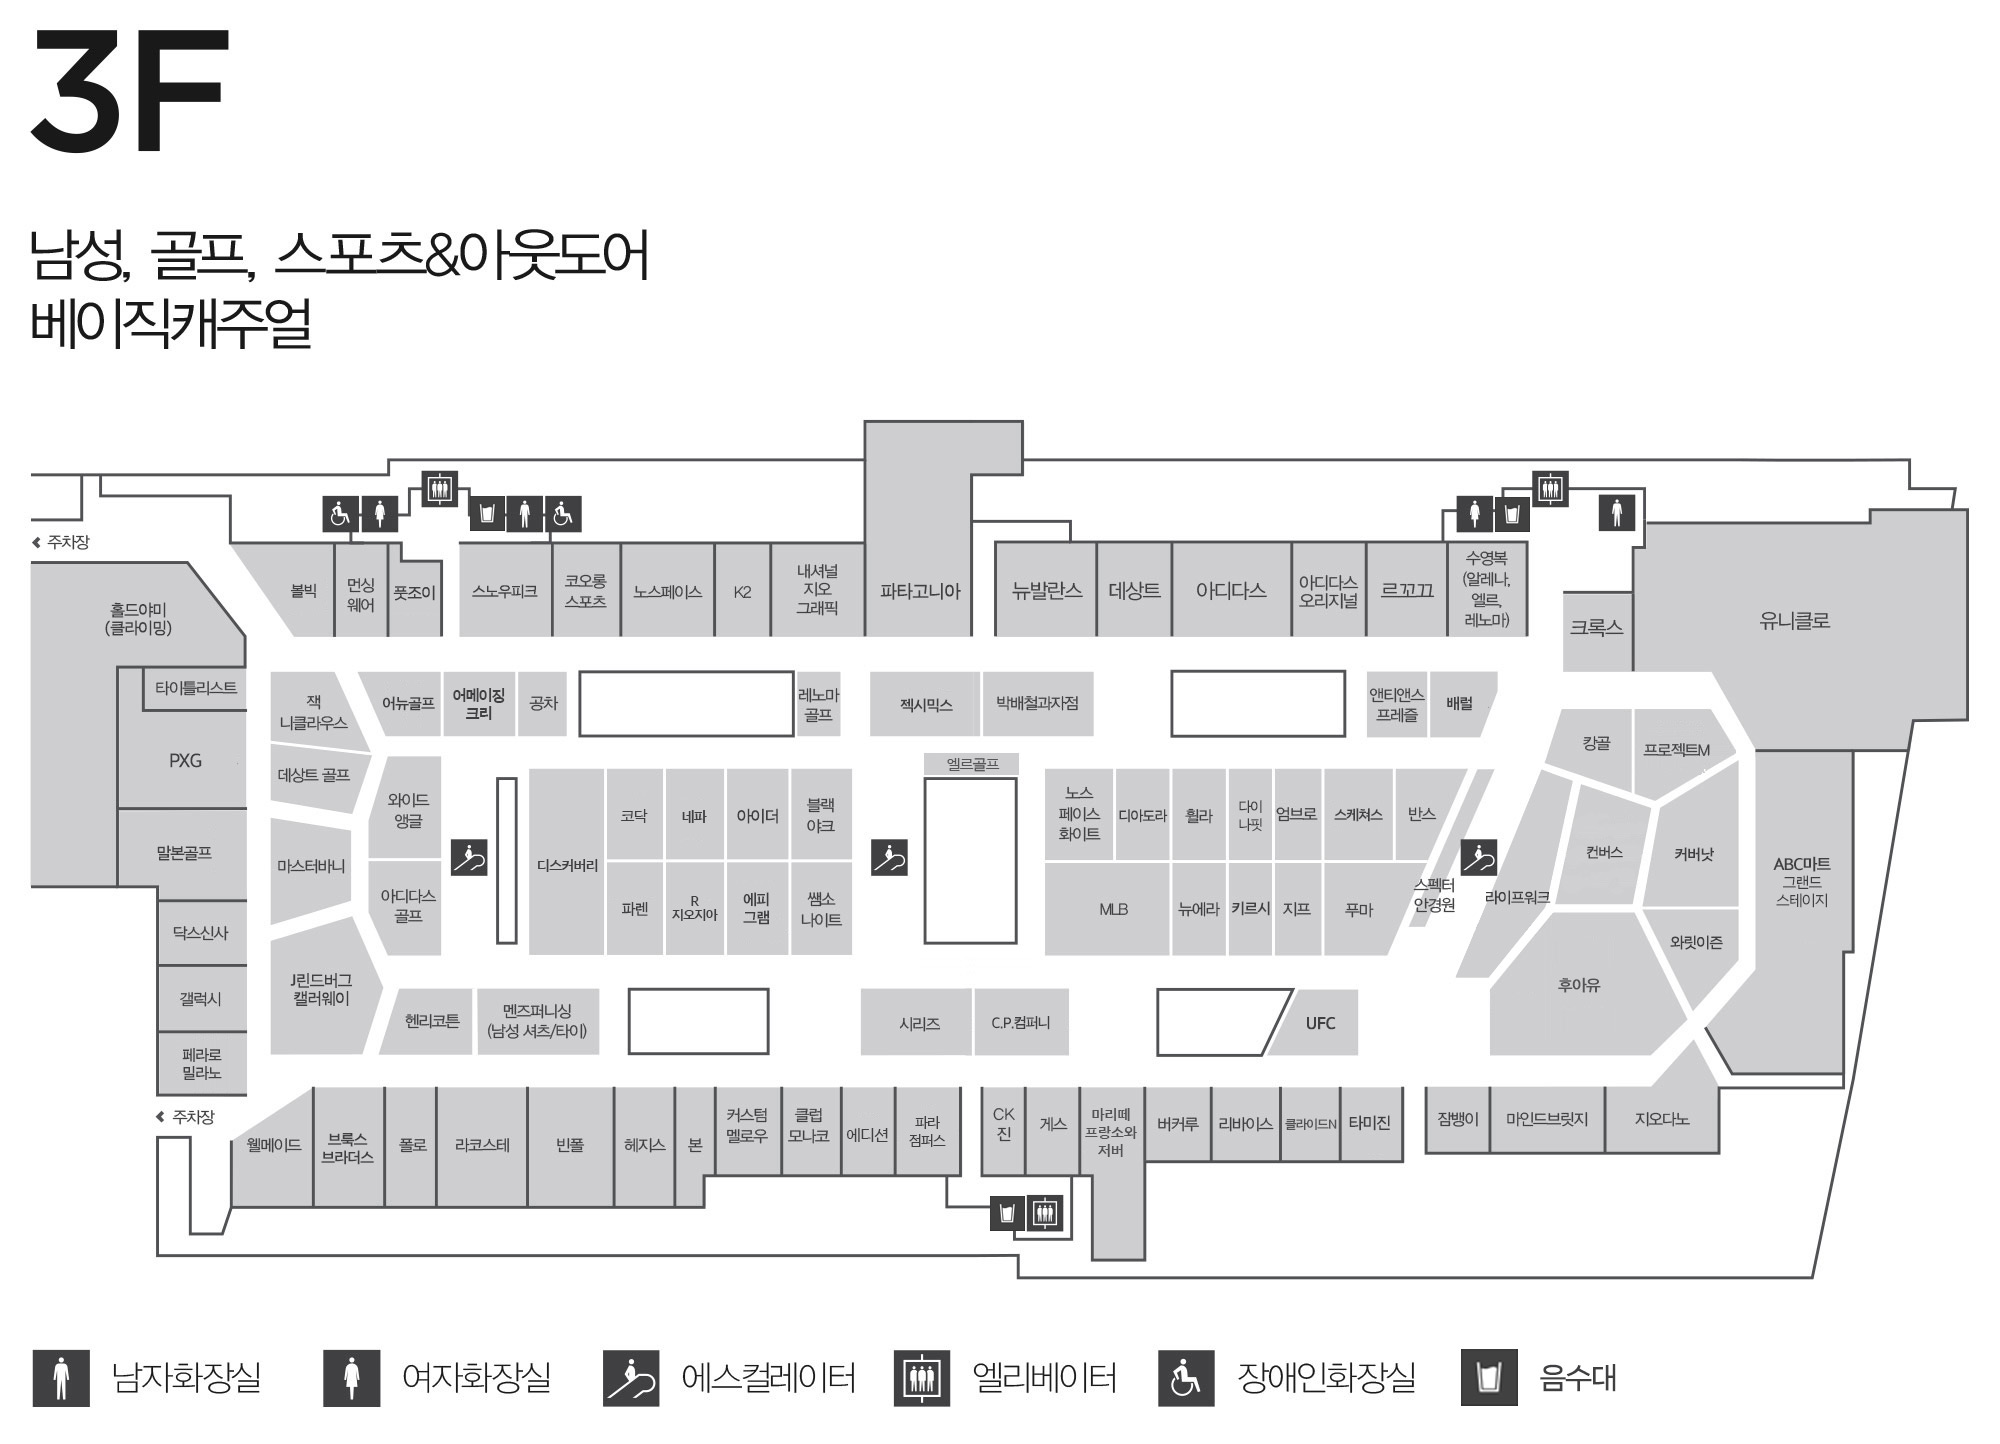 3F
남성, 골프, 스포츠&아웃도어
베이직캐주얼
주차장
홀드야미
(클라이밍)
볼빅
먼싱
웨어
풋조이
스노우피크
코오롱
스포츠
노스페이스
K2
내셔널
지오
그래픽
파타고니아
뉴발란스
데상트
아디다스
아디다스
오리지널
르꼬끄
수영복
(알레나,
엘르,
레노마)
크록스
유니클로
타이틀리스트
PXG
말본골프
닥스신사
갤럭시
페라로
밀라노
주차장
잭
니클라우스
어뉴골프
어메이징
크리
공차
레노마
골프
젝시믹스
박배철과자점
앤티앤스
프레즐
배럴
데상트 골프
와이드
앵글
마스터바니
아디다스
골프
J린드버그
캘러웨이
헨리코튼
멘즈퍼니싱
(남성 셔츠/타이)
디스커버리
코닥
네파
아이더
블랙
야크
파렌
R
지오지아
에피
그램
쌤소
나이트
엘르골프
노스
페이스
화이트
디아도라
휠라
다이
나핏
엄브로
스케쳐스
반스
MLB
뉴에라
키르시
지프
푸마
스펙터
안경원
라이프워크
캉골
프로젝트M
컨버스
커버낫
와릿이즌
후아유
ABC마트
그랜드
스테이지
시리즈
C.P.컴퍼니
UFC
웰메이드
브룩스
브라더스
폴로
라코스테
빈폴
헤지스
본
커스텀
멜로우
클럽
모나코
에디션
파라
점퍼스
CK
진
게스
마리떼
프랑소와
저버
버커루
리바이스
클라이드N
타미진
잠뱅이
마인드브릿지
지오다노
남자화장실
여자화장실
에스컬레이터
엘리베이터
장애인화장실
음수대